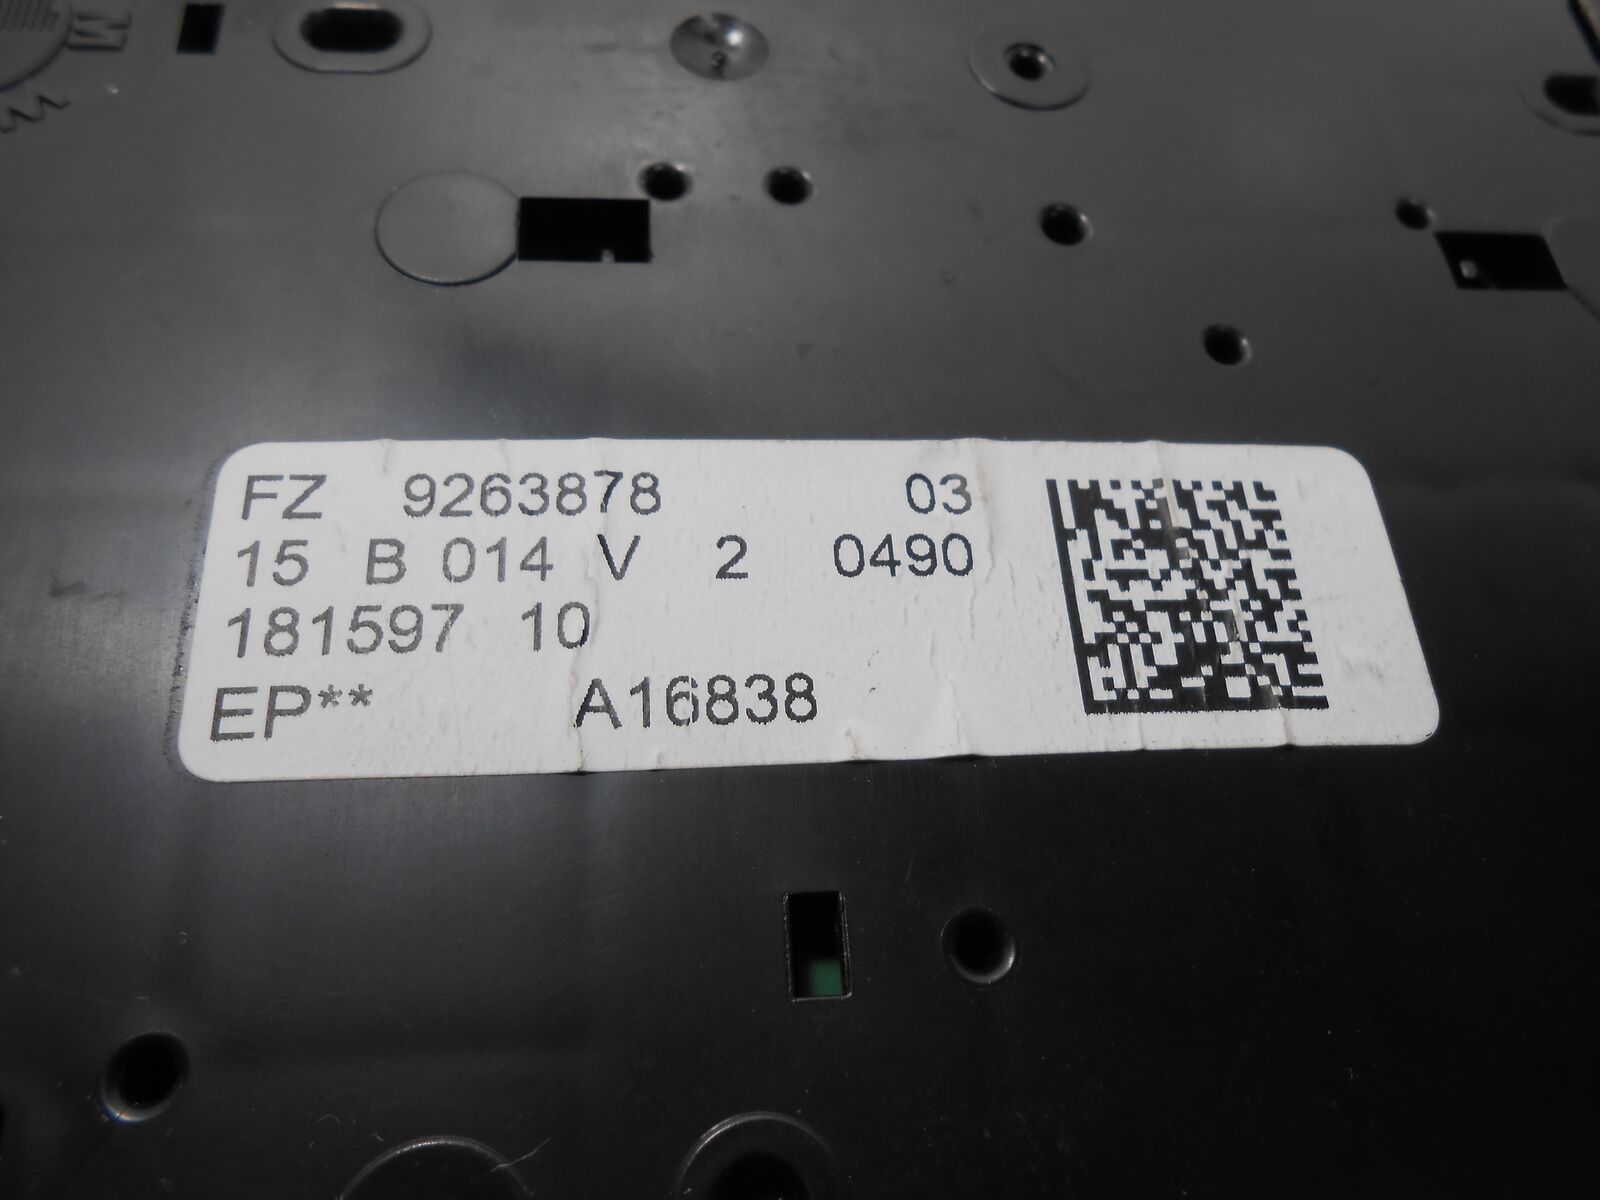 FZ 9263878 03
15 B 014 V 2 0490
181597 10
EP** A16838